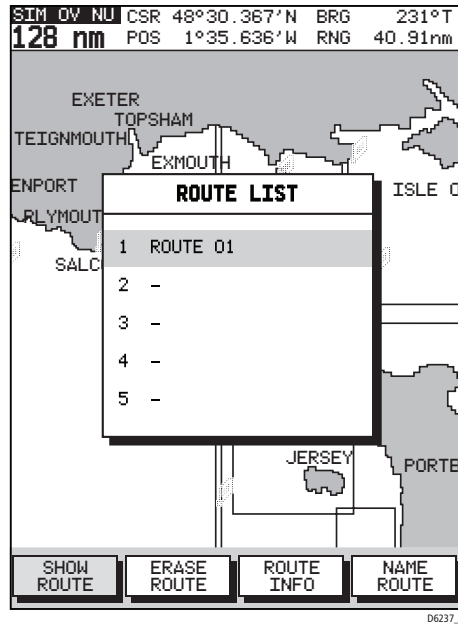 SIM OV NU CSR 48°30.367'N BRG 231°T
128 nm POS 1°35.636'W RNG 40.91nm
EXETER
TOPSHAM
TEIGNMOUTH
EXMOUTH
ENPORT
ISLE O
PLYMOUT
SALC
ROUTE LIST
1 ROUTE 01
2 –
3 –
4 –
5 –
JERSEY
PORTE
SHOW ROUTE
ERASE ROUTE
ROUTE INFO
NAME ROUTE
D6237_